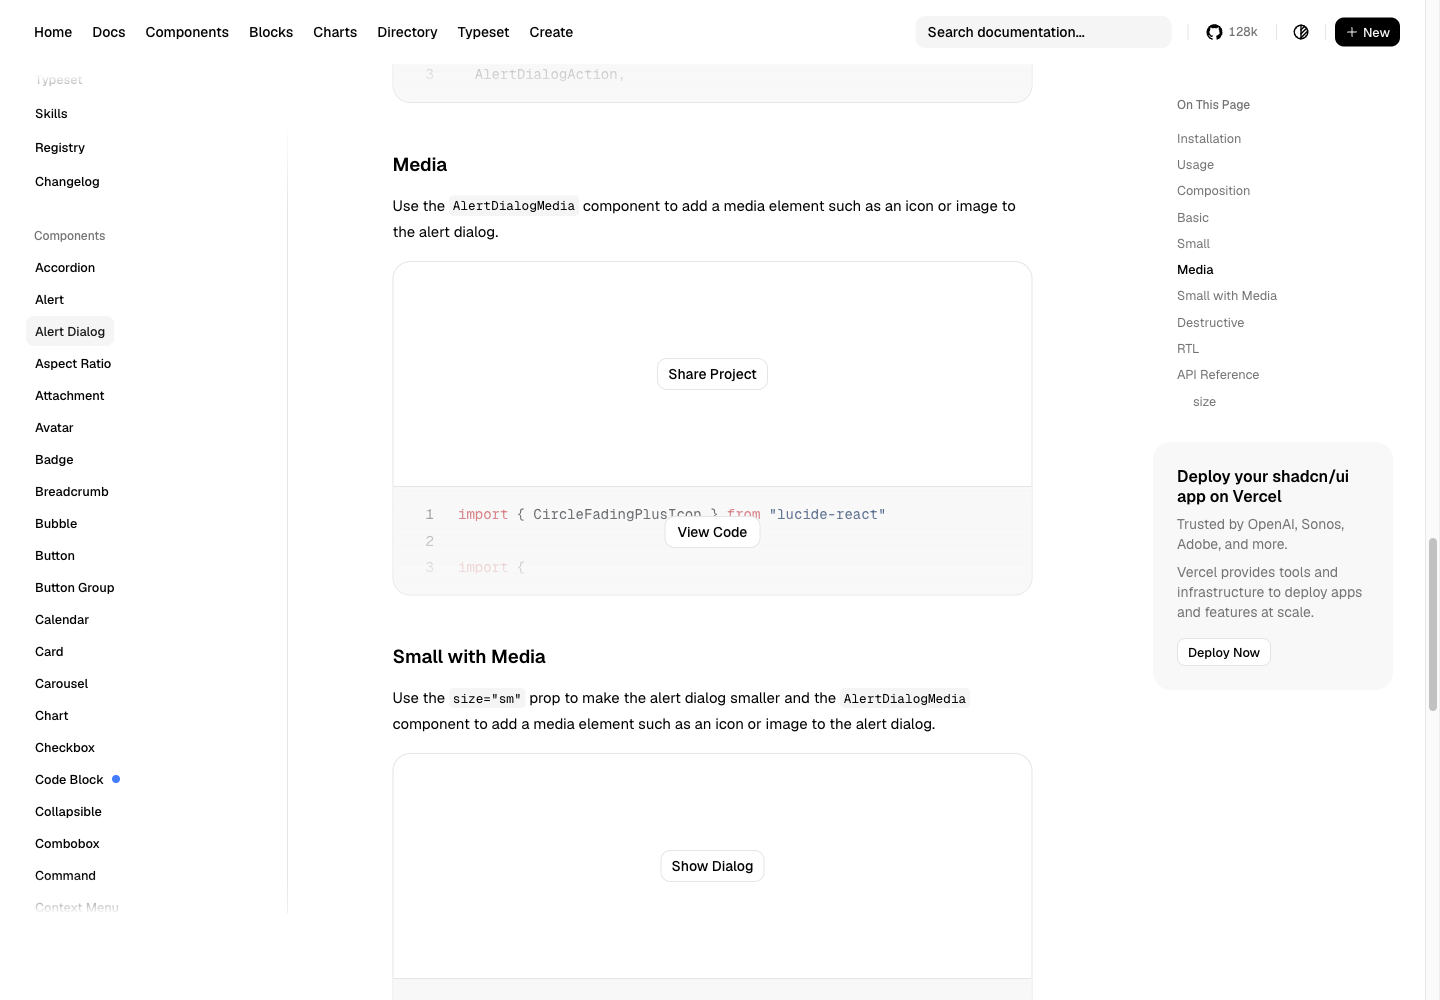 Home Docs Components Blocks Charts Directory Typeset Create
Search documentation...
128k
New
Typeset
Skills
Registry
Changelog
Components
Accordion
Alert
Alert Dialog
Aspect Ratio
Attachment
Avatar
Badge
Breadcrumb
Bubble
Button
Button Group
Calendar
Card
Carousel
Chart
Checkbox
Code Block
Collapsible
Combobox
Command
Context Menu
3 AlertDialogAction,
Media
Use the AlertDialogMedia component to add a media element such as an icon or image to
the alert dialog.
Share Project
1 import { CircleFadingPlusIcon } from "lucide-react"
2
3 import {
View Code
Small with Media
Use the size="sm" prop to make the alert dialog smaller and the AlertDialogMedia
component to add a media element such as an icon or image to the alert dialog.
Show Dialog
On This Page
Installation
Usage
Composition
Basic
Small
Media
Small with Media
Destructive
RTL
API Reference
size
Deploy your shadcn/ui
app on Vercel
Trusted by OpenAI, Sonos,
Adobe, and more.
Vercel provides tools and
infrastructure to deploy apps
and features at scale.
Deploy Now